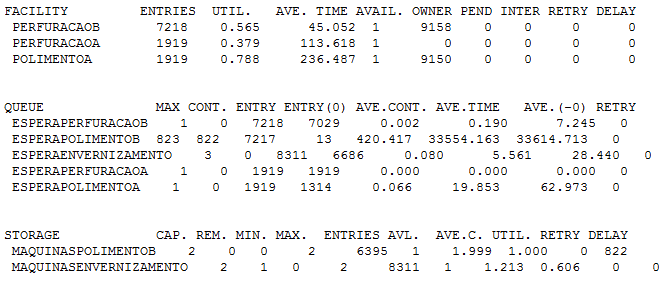 FACILITY ENTRIES UTIL. AVE. TIME AVAIL. OWNER PEND INTER RETRY DELAY
PERFURACAOB 7218 0.565 45.052 1 9158 0 0 0 0
PERFURACAOA 1919 0.379 113.618 1 0 0 0 0 0
POLIMENTOA 1919 0.788 236.487 1 9150 0 0 0 0
QUEUE MAX CONT. ENTRY ENTRY(0) AVE.CONT. AVE.TIME AVE.(-0) RETRY
ESPERAPERFURACAOB 1 0 7218 7029 0.002 0.190 7.245 0
ESPERAPOLIMENTOB 823 822 7217 13 420.417 33554.163 33614.713 0
ESPERAENVERNIZAMENTO 3 0 8311 6686 0.080 5.561 28.440 0
ESPERAPERFURACAOA 1 0 1919 1919 0.000 0.000 0.000 0
ESPERAPOLIMENTOA 1 0 1919 1314 0.066 19.853 62.973 0
STORAGE CAP. REM. MIN. MAX. ENTRIES AVL. AVE.C. UTIL. RETRY DELAY
MAQUINASPOLIMENTOB 2 0 0 2 6395 1 1.999 1.000 0 822
MAQUINASENVERNIZAMENTO 2 1 0 2 8311 1 1.213 0.606 0 0